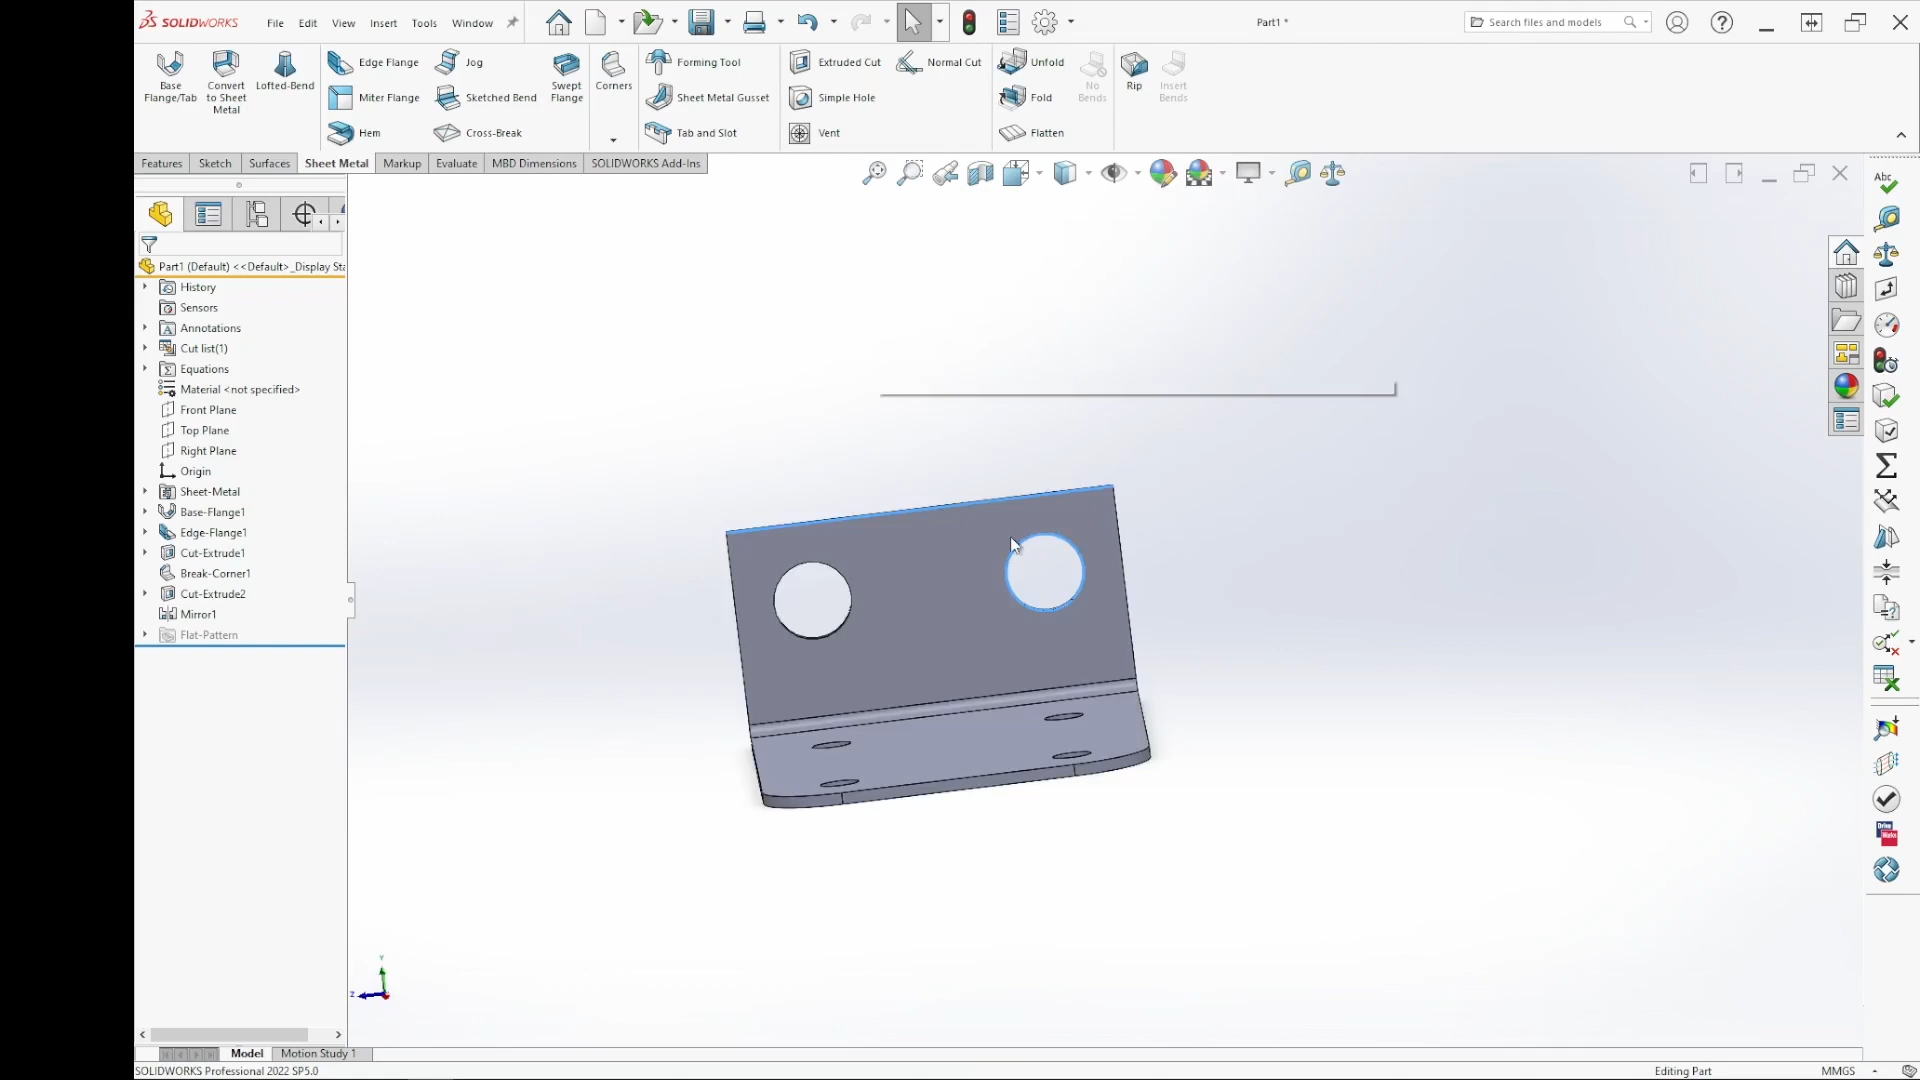 SOLIDWORKS File Edit View Insert Tools Window Part1 * Search files and models
Base Flange/Tab
Convert to Sheet Metal
Lofted-Bend
Edge Flange
Miter Flange
Hem
Jog
Sketched Bend
Cross-Break
Swept Flange
Corners
Forming Tool
Sheet Metal Gusset
Tab and Slot
Extruded Cut
Simple Hole
Vent
Normal Cut
Unfold
Fold
Flatten
No Bends
Rip
Insert Bends
Features Sketch Surfaces Sheet Metal Markup Evaluate MBD Dimensions SOLIDWORKS Add-Ins
Abc
Part1 (Default) <<Default>_Display Sta
History
Sensors
Annotations
Cut list(1)
Equations
Material <not specified>
Front Plane
Top Plane
Right Plane
Origin
Sheet-Metal
Base-Flange1
Edge-Flange1
Cut-Extrude1
Break-Corner1
Cut-Extrude2
Mirror1
Flat-Pattern
Y
Z
Model Motion Study 1
SOLIDWORKS Professional 2022 SP5.0 Editing Part MMGS